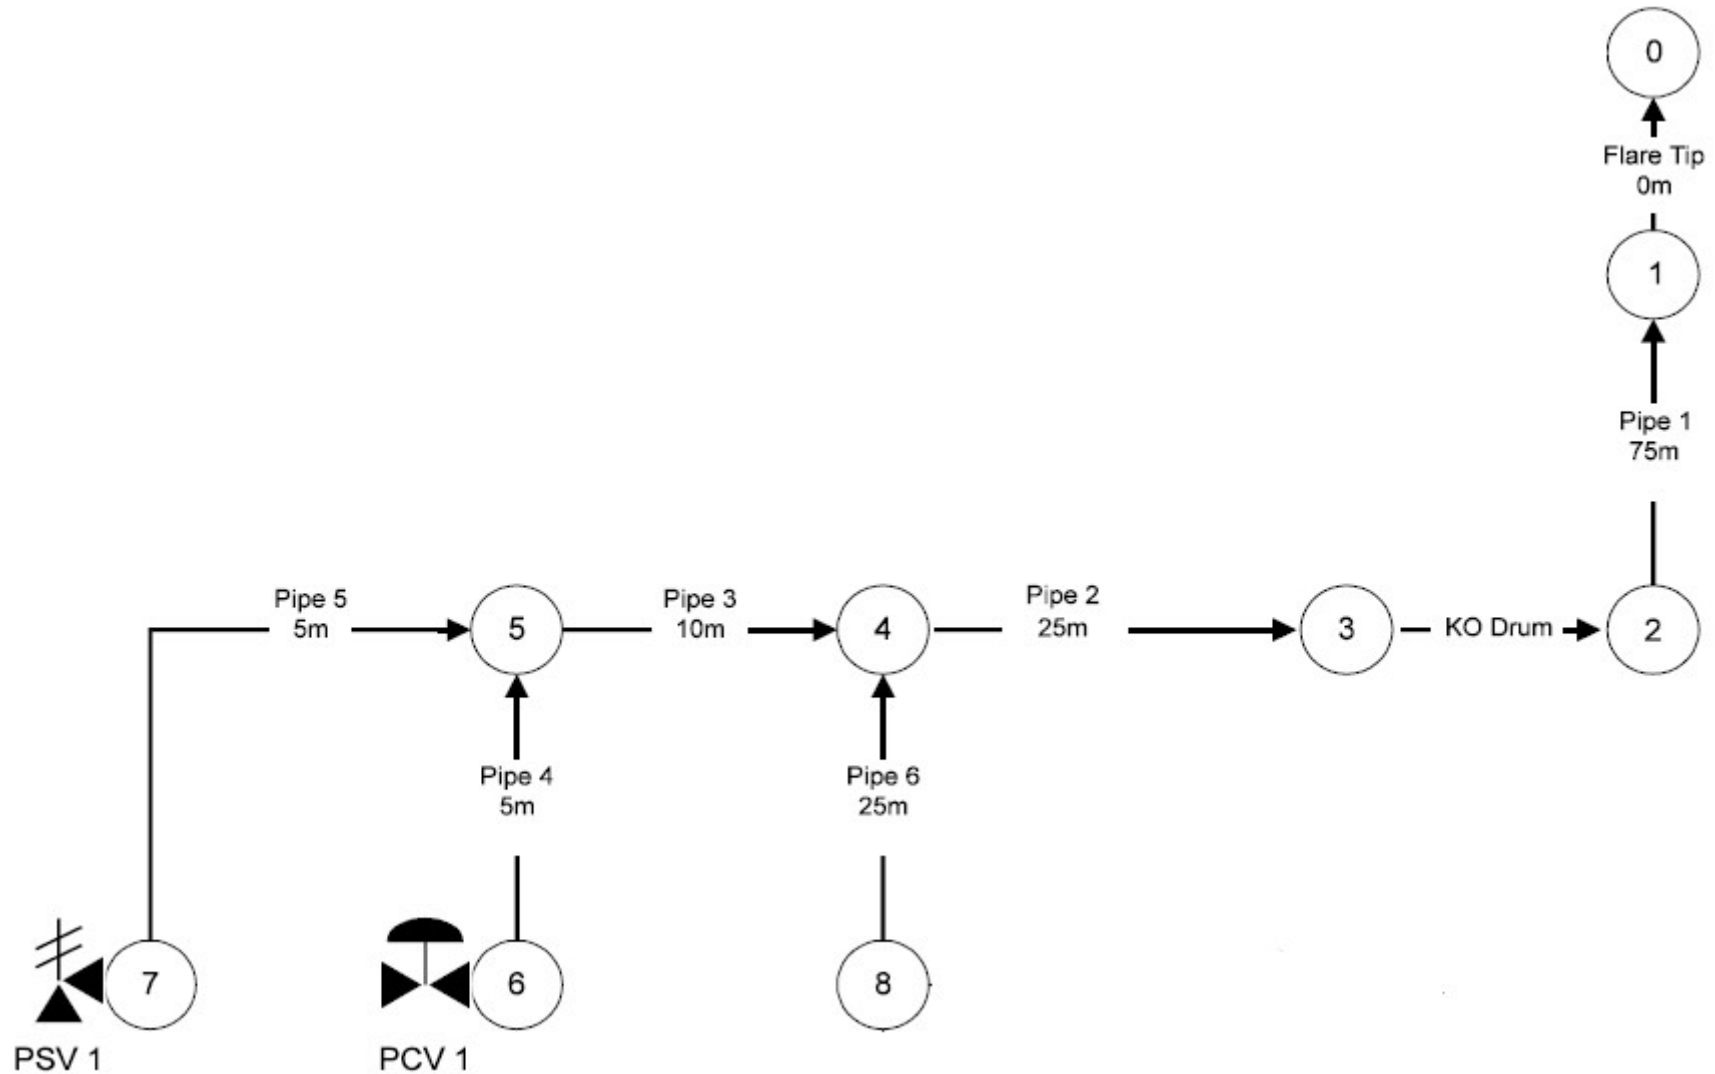 0
Flare Tip
0m
1
Pipe 1
75m
Pipe 5
5m
5
Pipe 3
10m
4
Pipe 2
25m
3
KO Drum
2
Pipe 4
5m
Pipe 6
25m
7
6
8
PSV 1
PCV 1